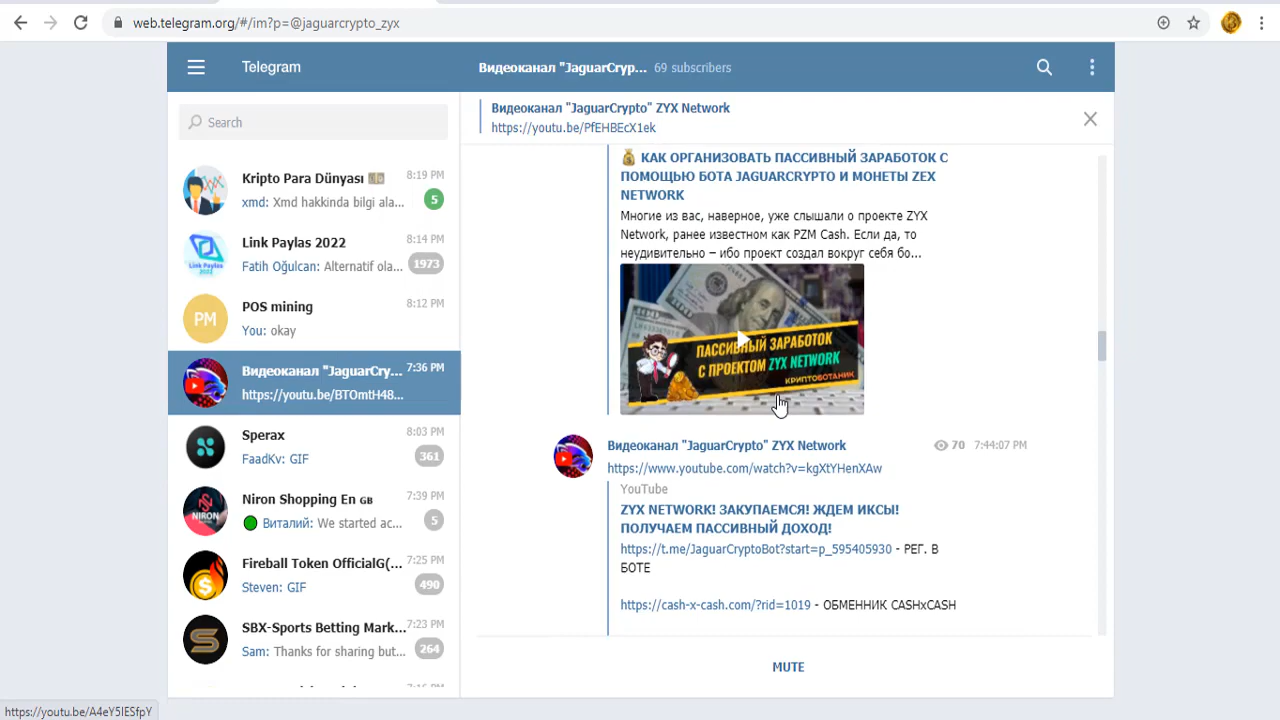 web.telegram.org/#/im?p=@jaguarcrypto_zyx
Telegram
Видеоканал "JaguarCryp... 69 subscribers
Search
Видеоканал "JaguarCrypto" ZYX Network
https://youtu.be/PfEHBEcX1ek
Kripto Para Dünyası 8:19 PM
xmd: Xmd hakkinda bilgi ala... 5
Link Paylas 2022 8:14 PM
Fatih Oğulcan: Alternatif ola... 1973
Link Paylas
2022
POS mining 8:12 PM
PM
You: okay
Видеоканал "JaguarCry... 7:36 PM
https://youtu.be/BTOmtH48...
Sperax 8:03 PM
FaadKv: GIF 361
Niron Shopping En GB 7:39 PM
NIRON
Виталий: We started ac... 5
Fireball Token OfficialG(... 7:25 PM
Steven: GIF 490
SBX-Sports Betting Mark... 7:23 PM
Sam: Thanks for sharing but... 264
7:16 PM
КАК ОРГАНИЗОВАТЬ ПАССИВНЫЙ ЗАРАБОТОК С
ПОМОЩЬЮ БОТА JAGUARCRYPTO И МОНЕТЫ ZEX
NETWORK
Многие из вас, наверное, уже слышали о проекте ZYX
Network, ранее известном как PZM Cash. Если да, то
неудивительно – ибо проект создал вокруг себя бо...
ПАССИВНЫЙ ЗАРАБОТОК
С ПРОЕКТОМ ZYX NETWORK
КРИПТОБОТАНИК
Видеоканал "JaguarCrypto" ZYX Network 70 7:44:07 PM
https://www.youtube.com/watch?v=kgXtYHenXAw
YouTube
ZYX NETWORK! ЗАКУПАЕМСЯ! ЖДЕМ ИКСЫ!
ПОЛУЧАЕМ ПАССИВНЫЙ ДОХОД!
https://t.me/JaguarCryptoBot?start=p_595405930 - РЕГ. В
БОТЕ
https://cash-x-cash.com/?rid=1019 - ОБМЕННИК CASHxCASH
MUTE
https://youtu.be/A4eY5IESfpY